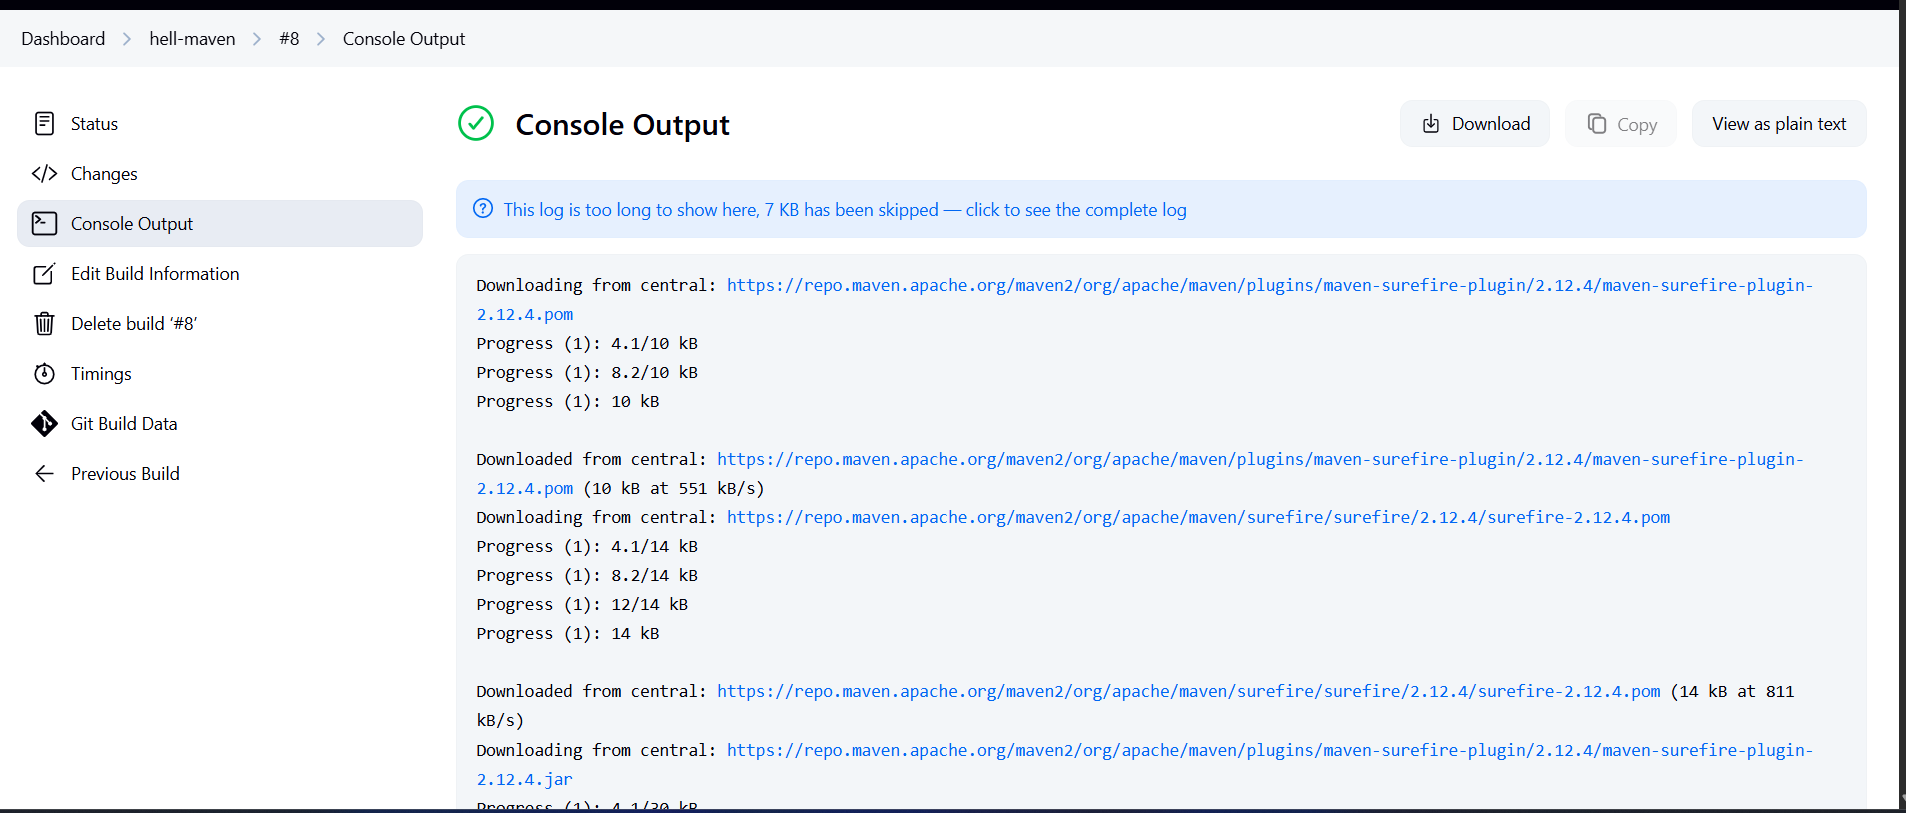 Dashboard > hell-maven > #8 > Console Output
Status
Changes
Console Output
Edit Build Information
Delete build ‘#8’
Timings
Git Build Data
Previous Build
Console Output
Download
Copy
View as plain text
This log is too long to show here, 7 KB has been skipped — click to see the complete log
Downloading from central: https://repo.maven.apache.org/maven2/org/apache/maven/plugins/maven-surefire-plugin/2.12.4/maven-surefire-plugin-
2.12.4.pom
Progress (1): 4.1/10 kB
Progress (1): 8.2/10 kB
Progress (1): 10 kB
Downloaded from central: https://repo.maven.apache.org/maven2/org/apache/maven/plugins/maven-surefire-plugin/2.12.4/maven-surefire-plugin-
2.12.4.pom (10 kB at 551 kB/s)
Downloading from central: https://repo.maven.apache.org/maven2/org/apache/maven/surefire/surefire/2.12.4/surefire-2.12.4.pom
Progress (1): 4.1/14 kB
Progress (1): 8.2/14 kB
Progress (1): 12/14 kB
Progress (1): 14 kB
Downloaded from central: https://repo.maven.apache.org/maven2/org/apache/maven/surefire/surefire/2.12.4/surefire-2.12.4.pom (14 kB at 811
kB/s)
Downloading from central: https://repo.maven.apache.org/maven2/org/apache/maven/plugins/maven-surefire-plugin/2.12.4/maven-surefire-plugin-
2.12.4.jar
Progress (1): 4.1/30 kB